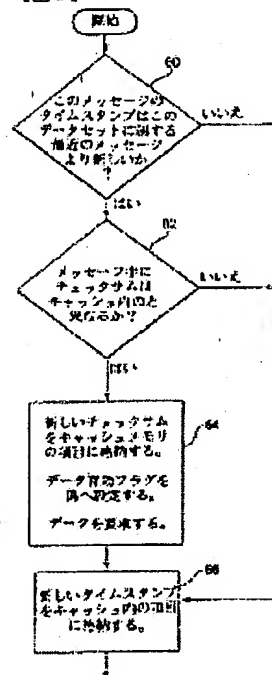 開始
60
このメッセージの
タイムスタンプはこの
データセットに対する
最近のメッセージ
より新しいか
?
いいえ
はい
62
メッセージ中に
チェックサムは
キャッシュ内のと
異なるか?
いいえ
はい
64
新しいチェックサム
をキャッシュメモリ
の項目に格納する。
データ有効フラグを
偽へ設定する。
データを要求する。
66
新しいタイムスタンプ
をキャッシュ内の項目
に格納する。